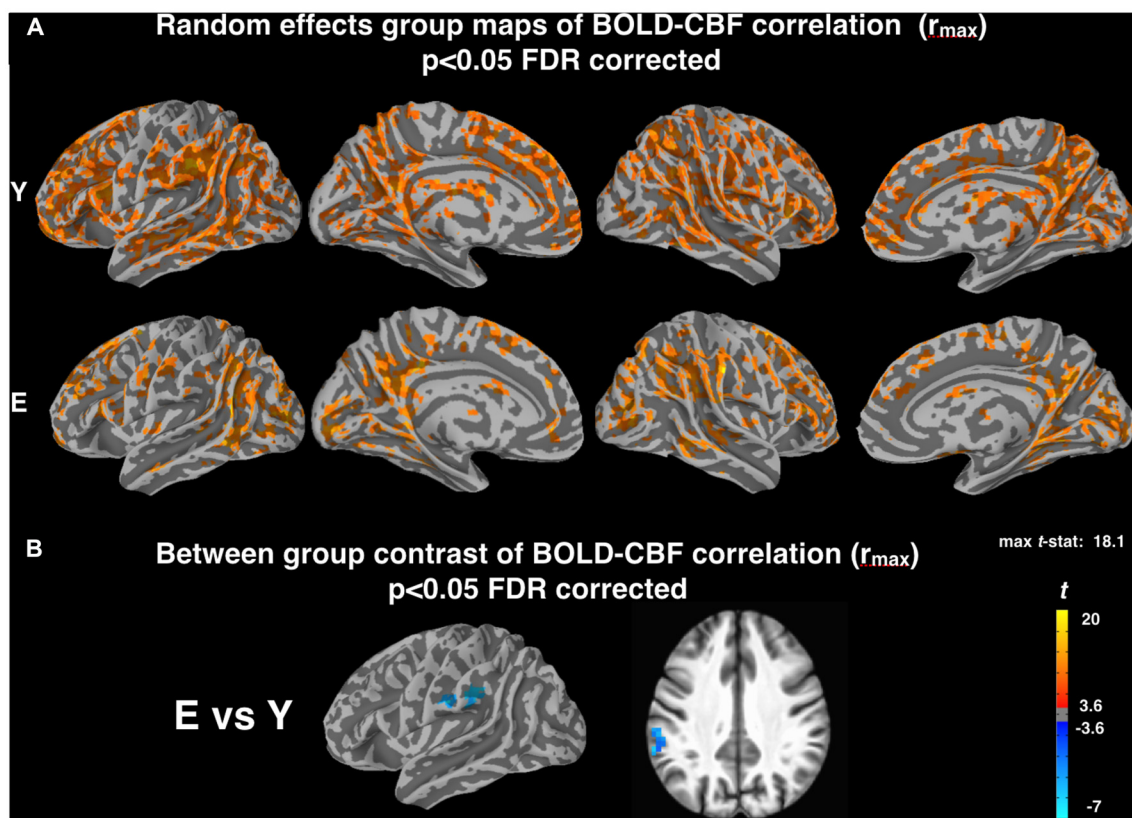 A
Random effects group maps of BOLD-CBF correlation (rmax)
p<0.05 FDR corrected
Y
E
B
Between group contrast of BOLD-CBF correlation (rmax)
p<0.05 FDR corrected
max t-stat: 18.1
t
20
3.6
-3.6
-7
E vs Y